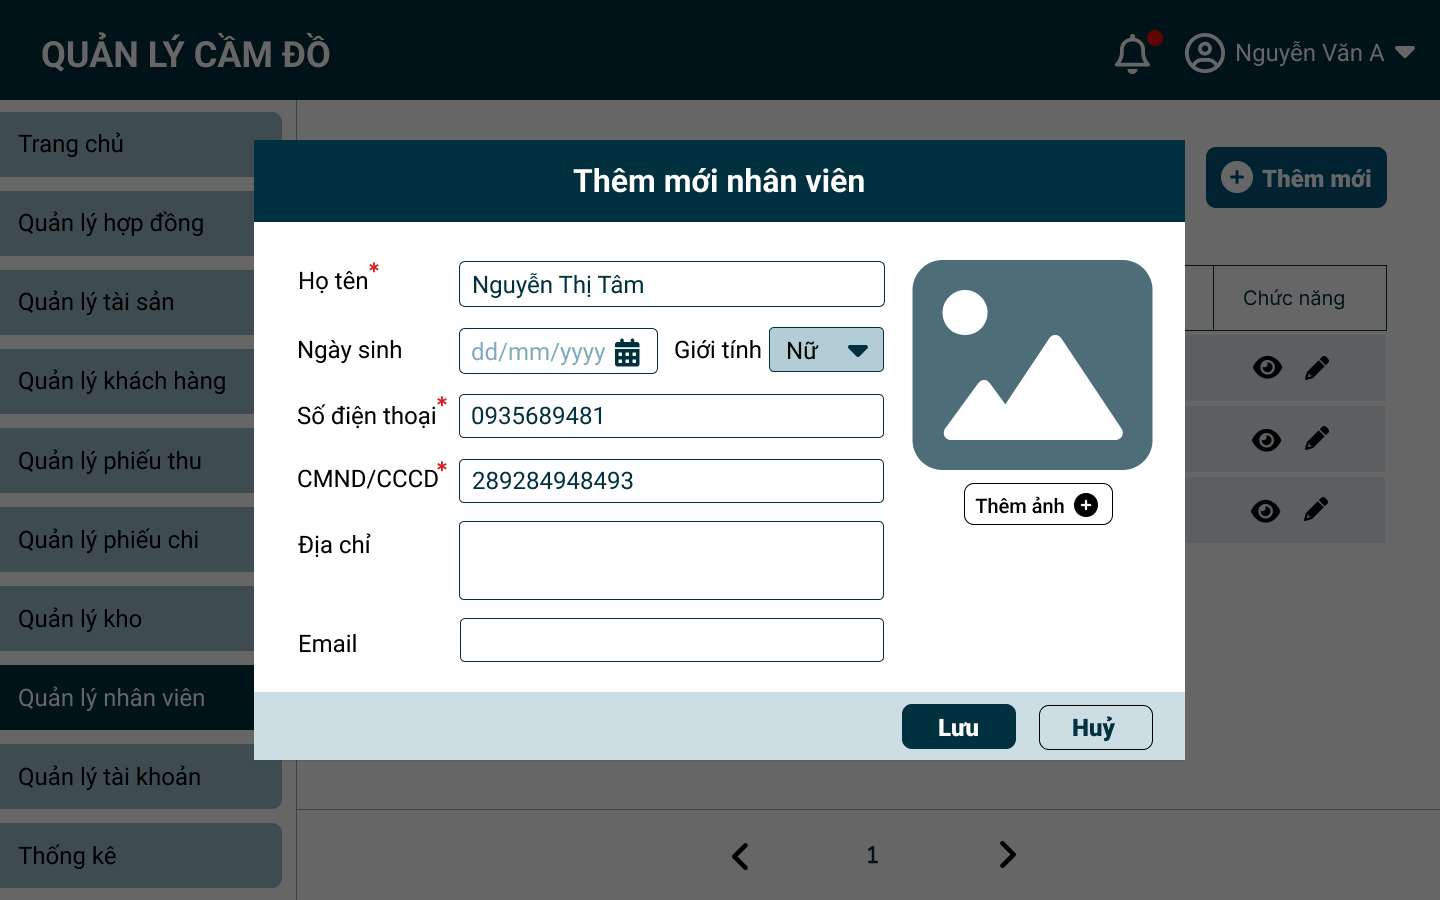 QUẢN LÝ CẦM ĐỒ
Nguyễn Văn A
Trang chủ
Quản lý hợp đồng
Quản lý tài sản
Quản lý khách hàng
Quản lý phiếu thu
Quản lý phiếu chi
Quản lý kho
Quản lý nhân viên
Quản lý tài khoản
Thống kê
Thêm mới
Chức năng
Thêm mới nhân viên
Họ tên*
Nguyễn Thị Tâm
Ngày sinh
dd/mm/yyyy
Giới tính
Nữ
Số điện thoại*
0935689481
CMND/CCCD*
289284948493
Địa chỉ
Email
Thêm ảnh
Lưu
Huỷ
1